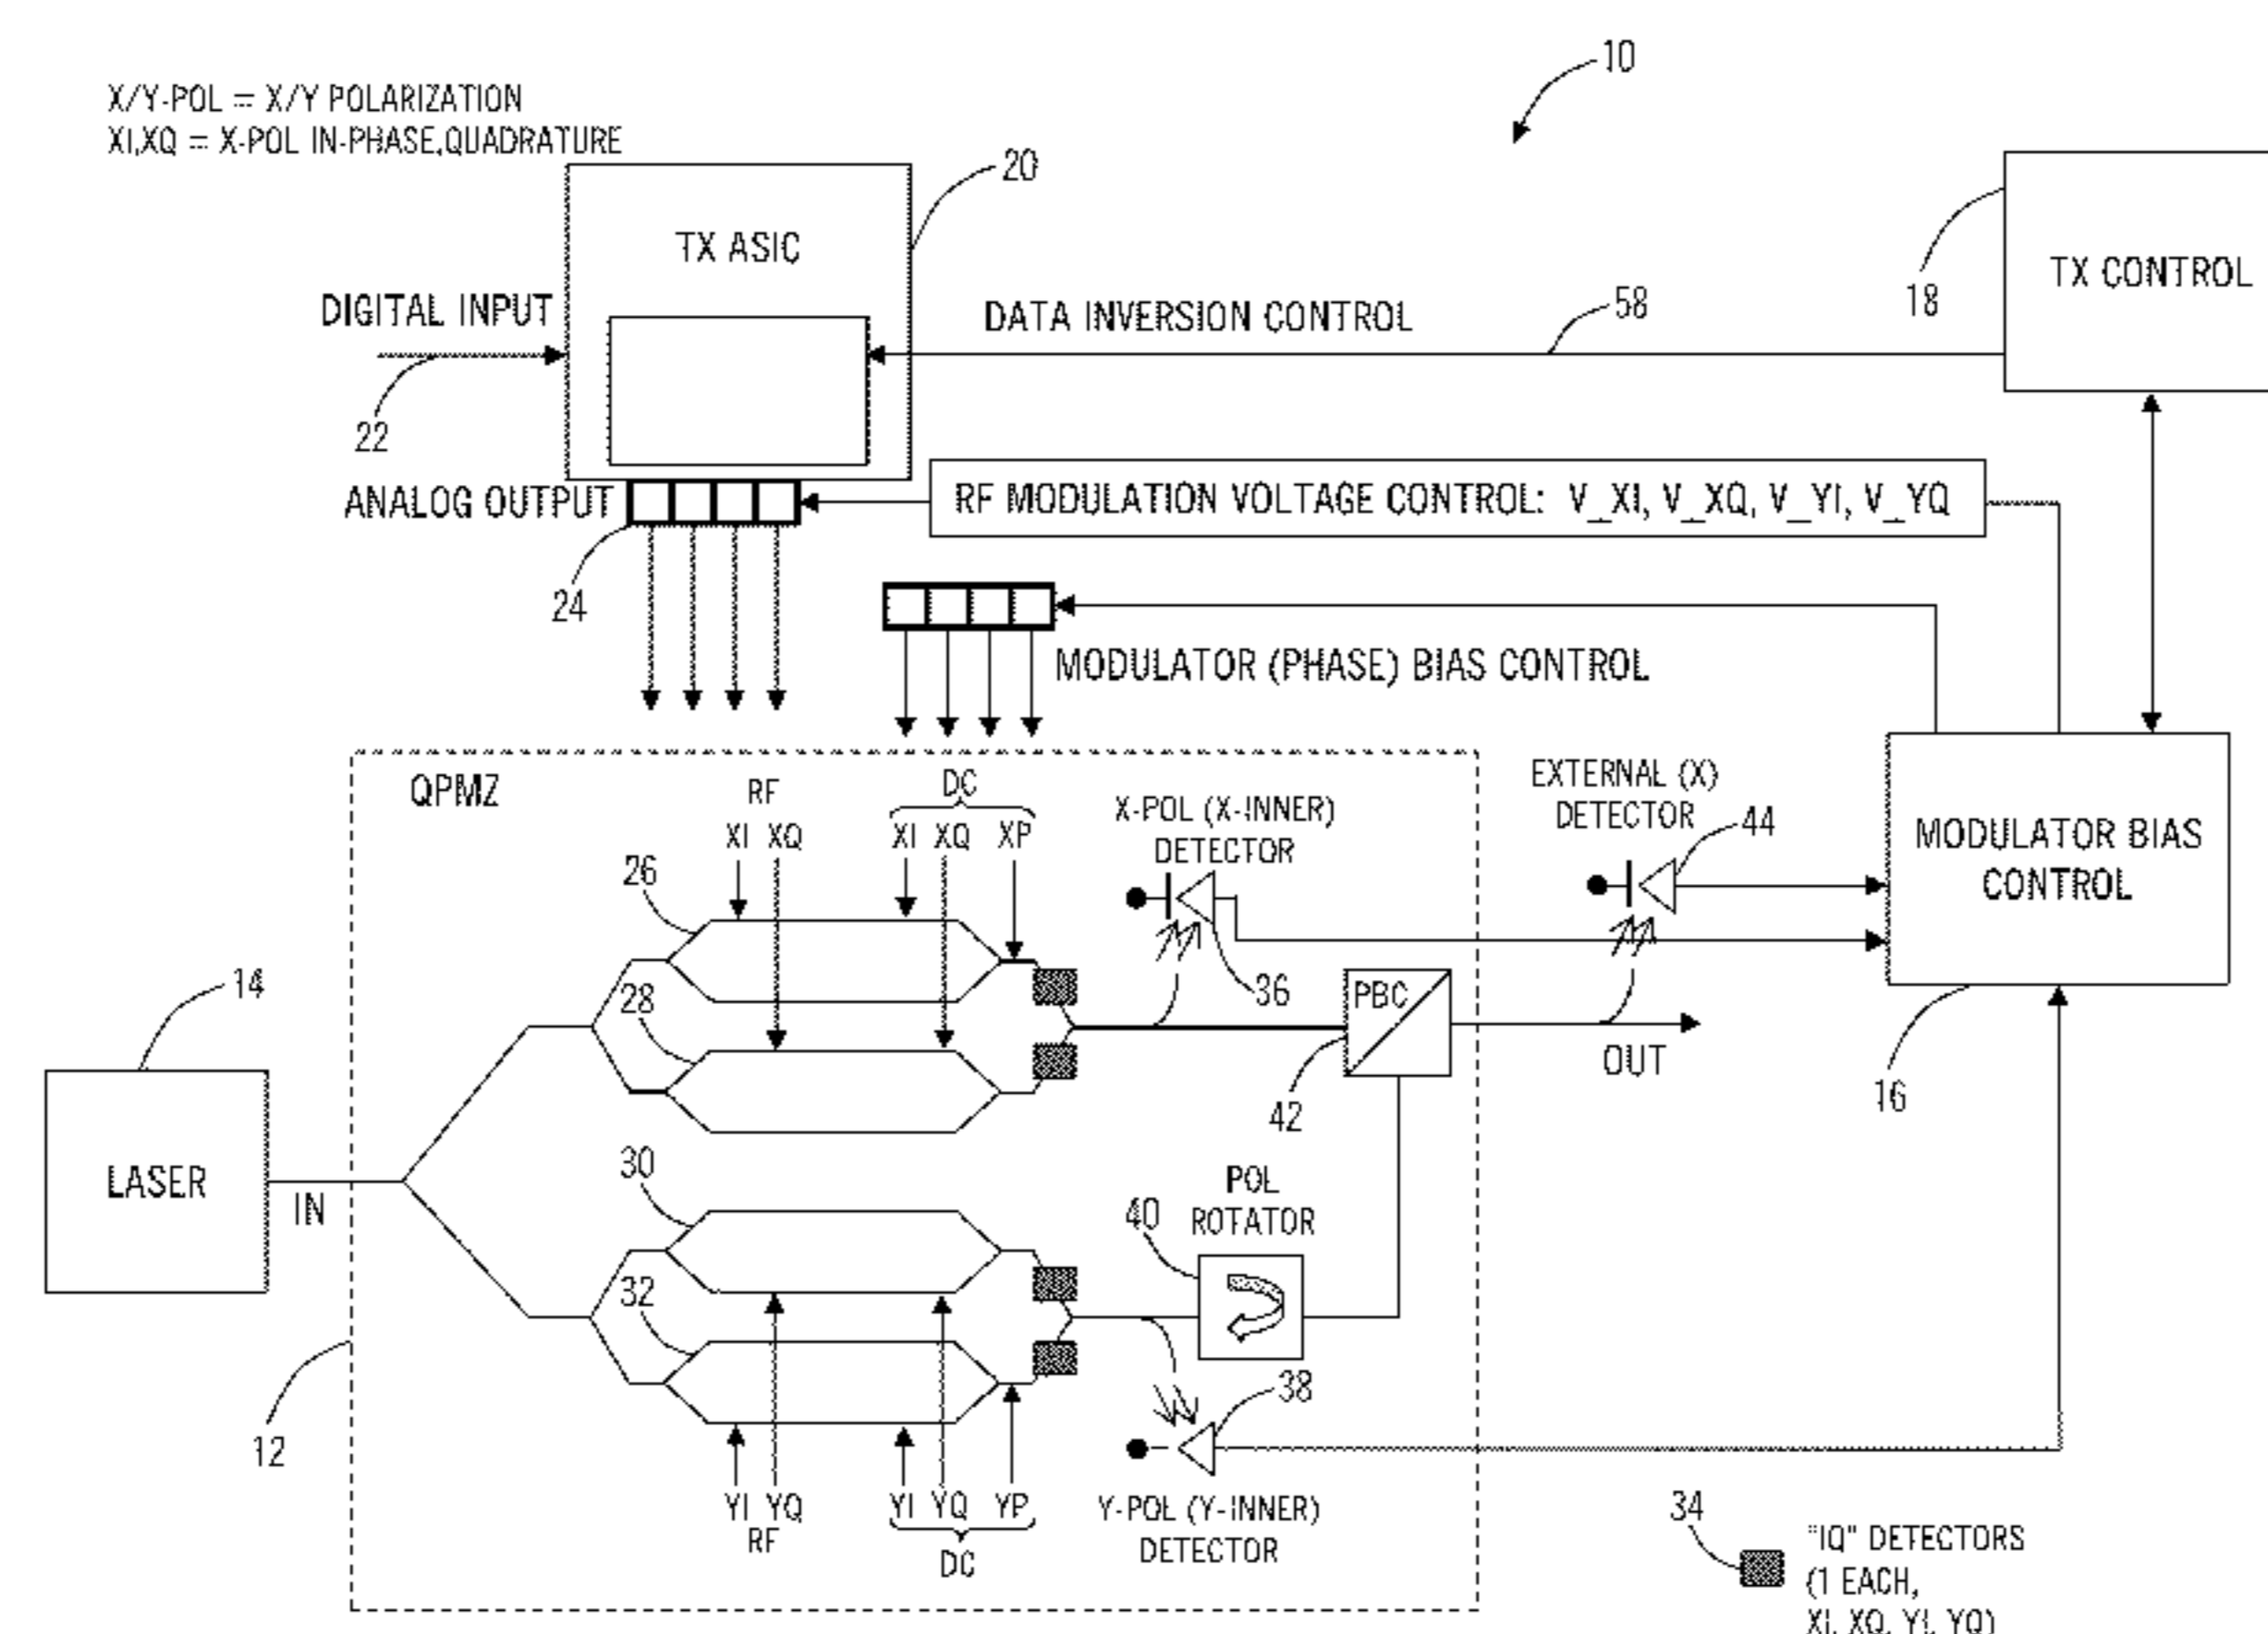 10
X/Y-POL = X/Y POLARIZATION
XI,XQ = X-POL IN-PHASE,QUADRATURE
20
TX ASIC
TX CONTROL
18
DIGITAL INPUT
DATA INVERSION CONTROL
58
22
ANALOG OUTPUT
RF MODULATION VOLTAGE CONTROL: V_XI, V_XQ, V_YI, V_YQ
24
MODULATOR (PHASE) BIAS CONTROL
QPMZ
RF
XI XQ
DC
XI XQ XP
X-POL (X-INNER)
DETECTOR
EXTERNAL (X)
DETECTOR
44
MODULATOR BIAS
CONTROL
26
36
14
28
PBC
OUT
42
16
LASER
IN
30
POL
ROTATOR
40
32
38
12
YI YQ
RF
YI YQ YP
DC
Y-POL (Y-INNER)
DETECTOR
34
"IQ" DETECTORS
(1 EACH,
XI, XQ, YI, YQ)